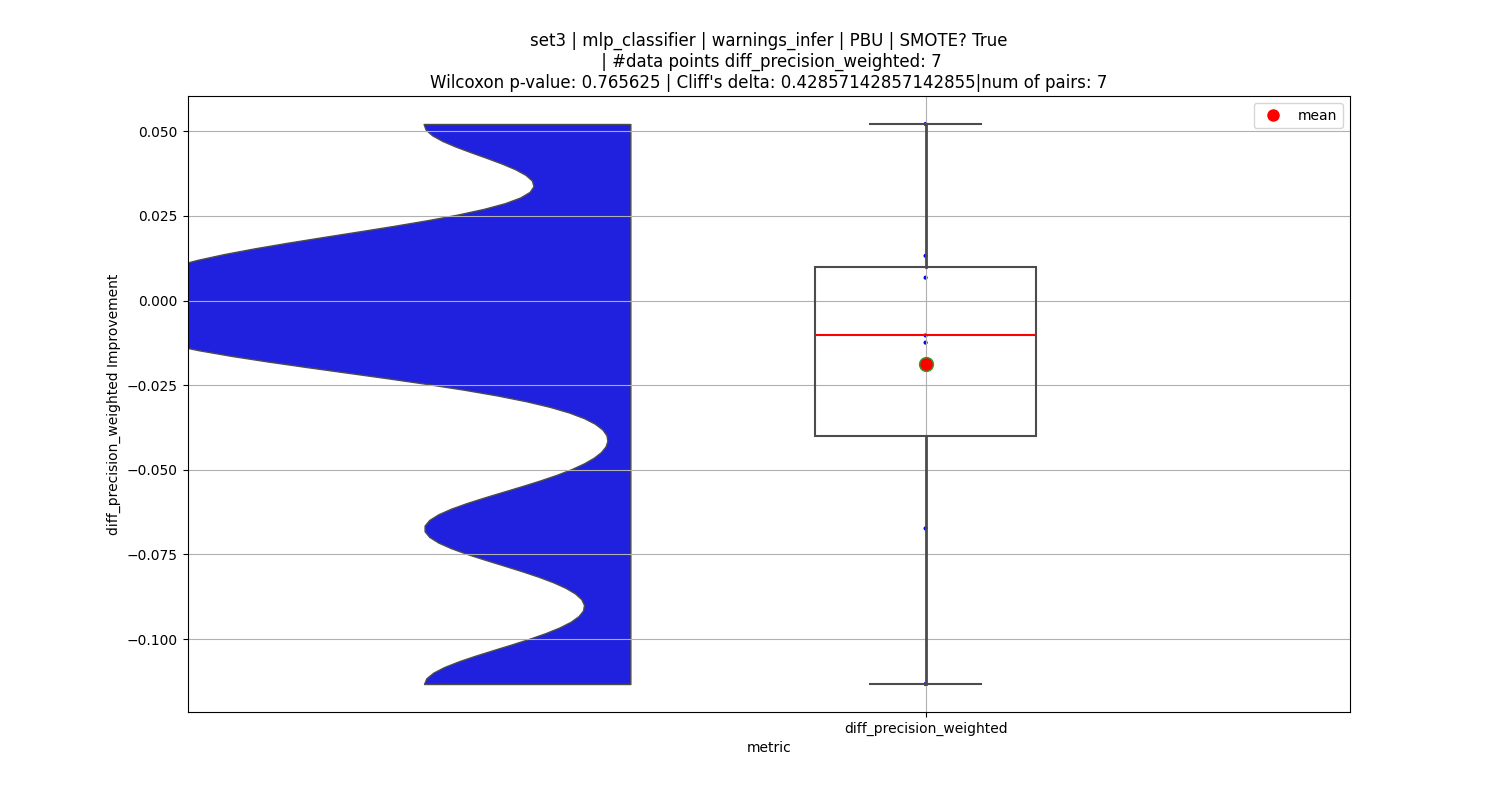 set3 | mlp_classifier | warnings_infer | PBU | SMOTE? True
| #data points diff_precision_weighted: 7
Wilcoxon p-value: 0.765625 | Cliff's delta: 0.42857142857142855|num of pairs: 7
mean
0.050
0.025
0.000
−0.025
−0.050
−0.075
−0.100
diff_precision_weighted Improvement
diff_precision_weighted
metric